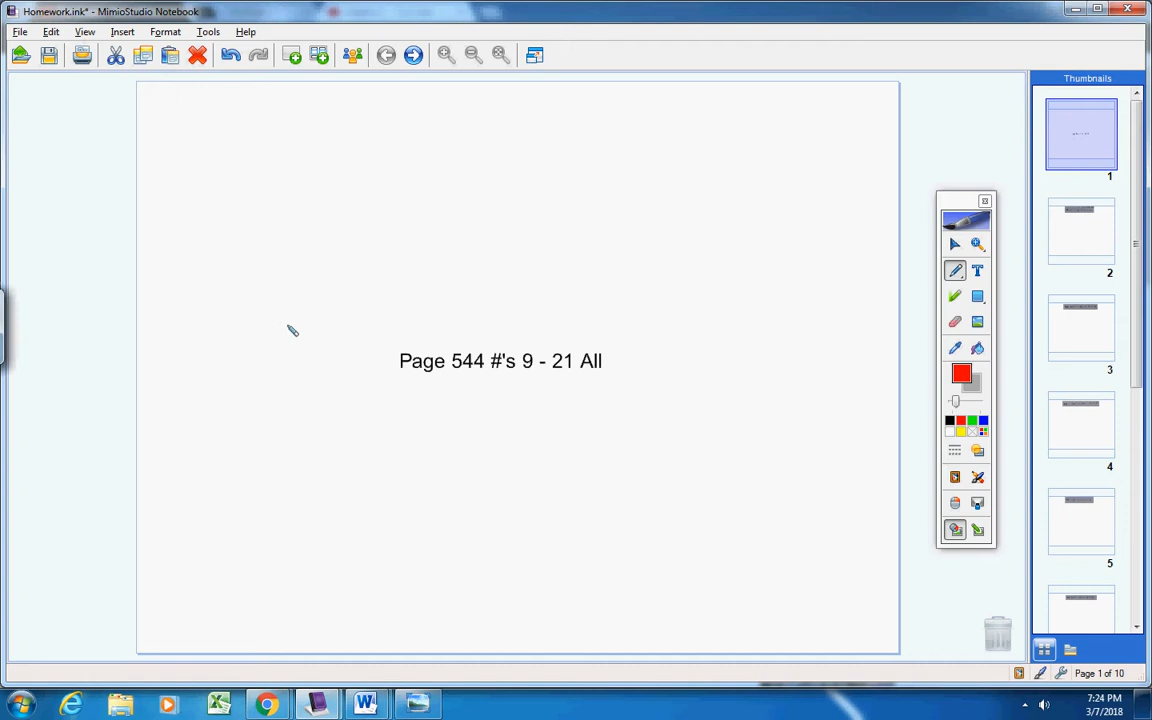 Homework.ink* - MimioStudio Notebook
File Edit View Insert Format Tools Help
Thumbnails
1
2
3
4
5
Page 544 #'s 9 - 21 All
T
Page 1 of 10
7:24 PM
3/7/2018